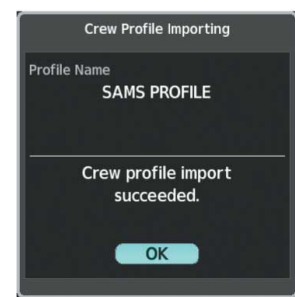 Crew Profile Importing
Profile Name
SAMS PROFILE
Crew profile import
succeeded.
OK